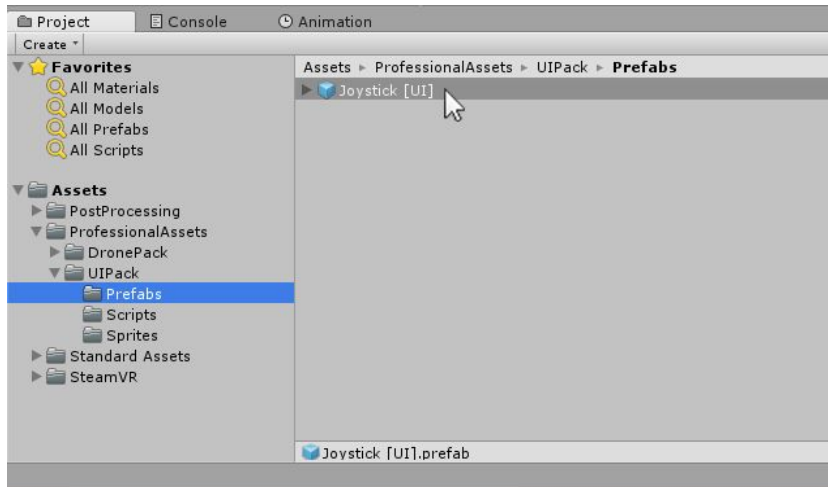 Project Console Animation
Create
Favorites
All Materials
All Models
All Prefabs
All Scripts
Assets
PostProcessing
ProfessionalAssets
DronePack
UIPack
Prefabs
Scripts
Sprites
Standard Assets
SteamVR
Assets ▸ ProfessionalAssets ▸ UIPack ▸ Prefabs
Joystick [UI]
Joystick [UI].prefab